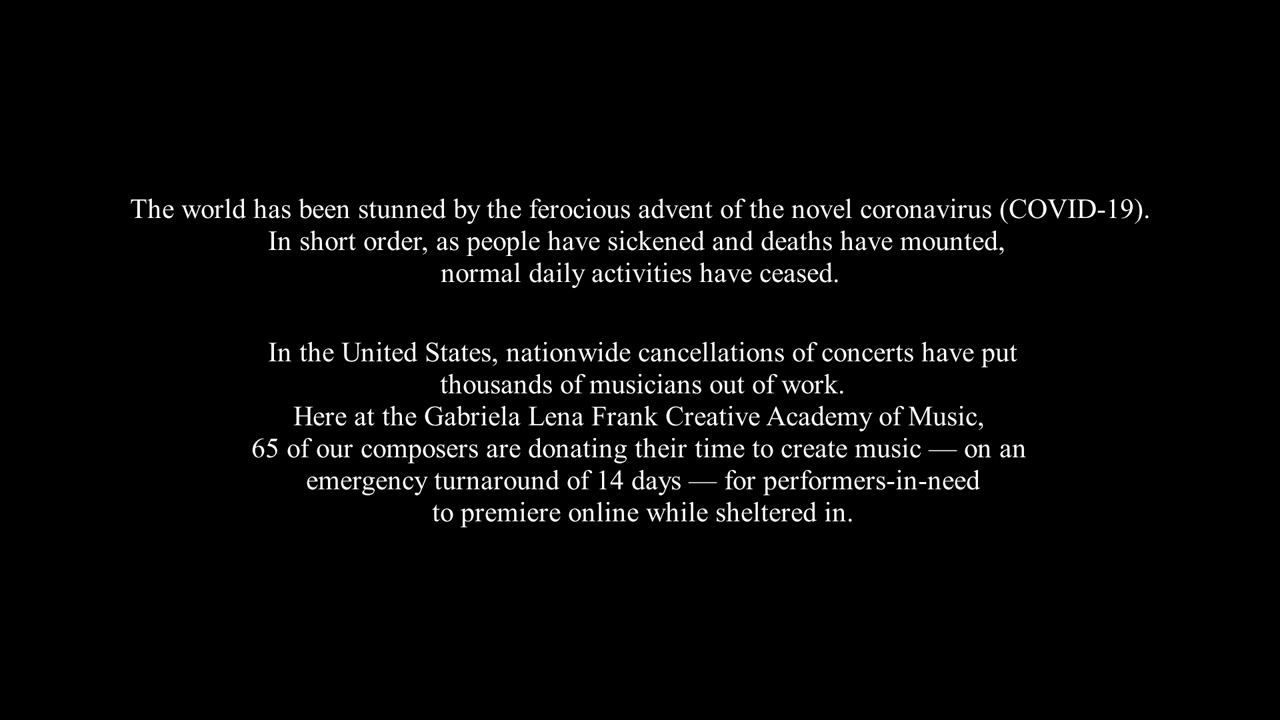 The world has been stunned by the ferocious advent of the novel coronavirus (COVID-19).
In short order, as people have sickened and deaths have mounted,
normal daily activities have ceased.
In the United States, nationwide cancellations of concerts have put
thousands of musicians out of work.
Here at the Gabriela Lena Frank Creative Academy of Music,
65 of our composers are donating their time to create music — on an
emergency turnaround of 14 days — for performers-in-need
to premiere online while sheltered in.